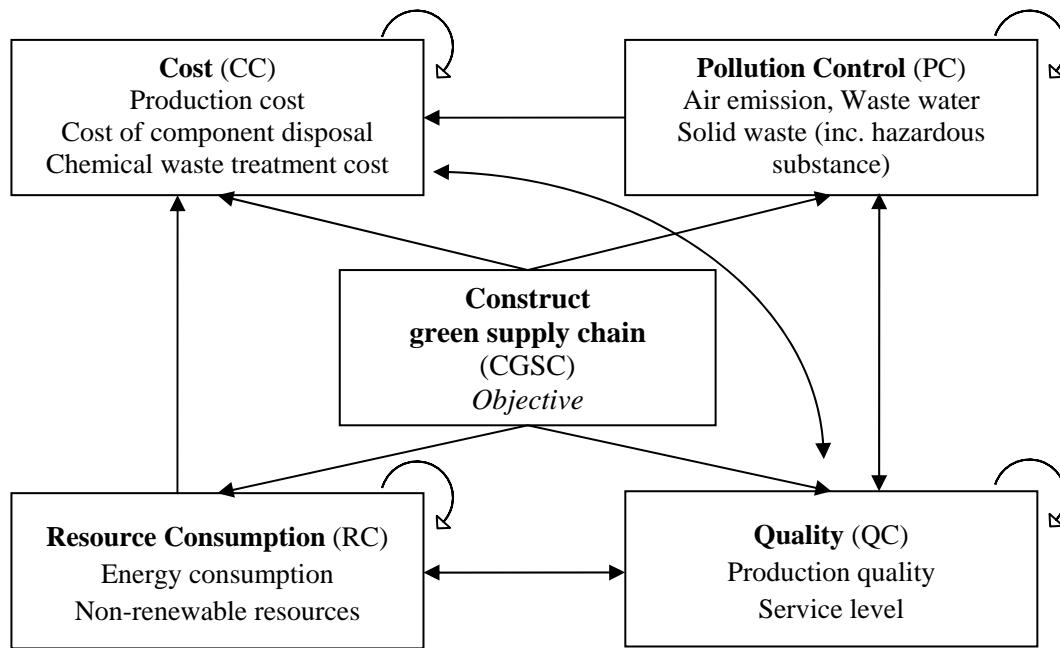 Cost (CC)
Production cost
Cost of component disposal
Chemical waste treatment cost
Pollution Control (PC)
Air emission, Waste water
Solid waste (inc. hazardous
substance)
Construct
green supply chain
(CGSC)
Objective
Resource Consumption (RC)
Energy consumption
Non-renewable resources
Quality (QC)
Production quality
Service level